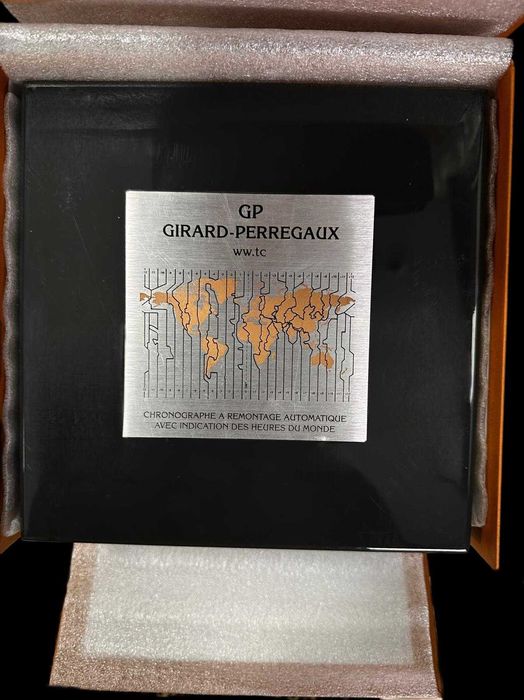 GP
GIRARD-PERREGAUX
ww.tc
CHRONOGRAPHE A REMONTAGE AUTOMATIQUE
AVEC INDICATION DES HEURES DU MONDE